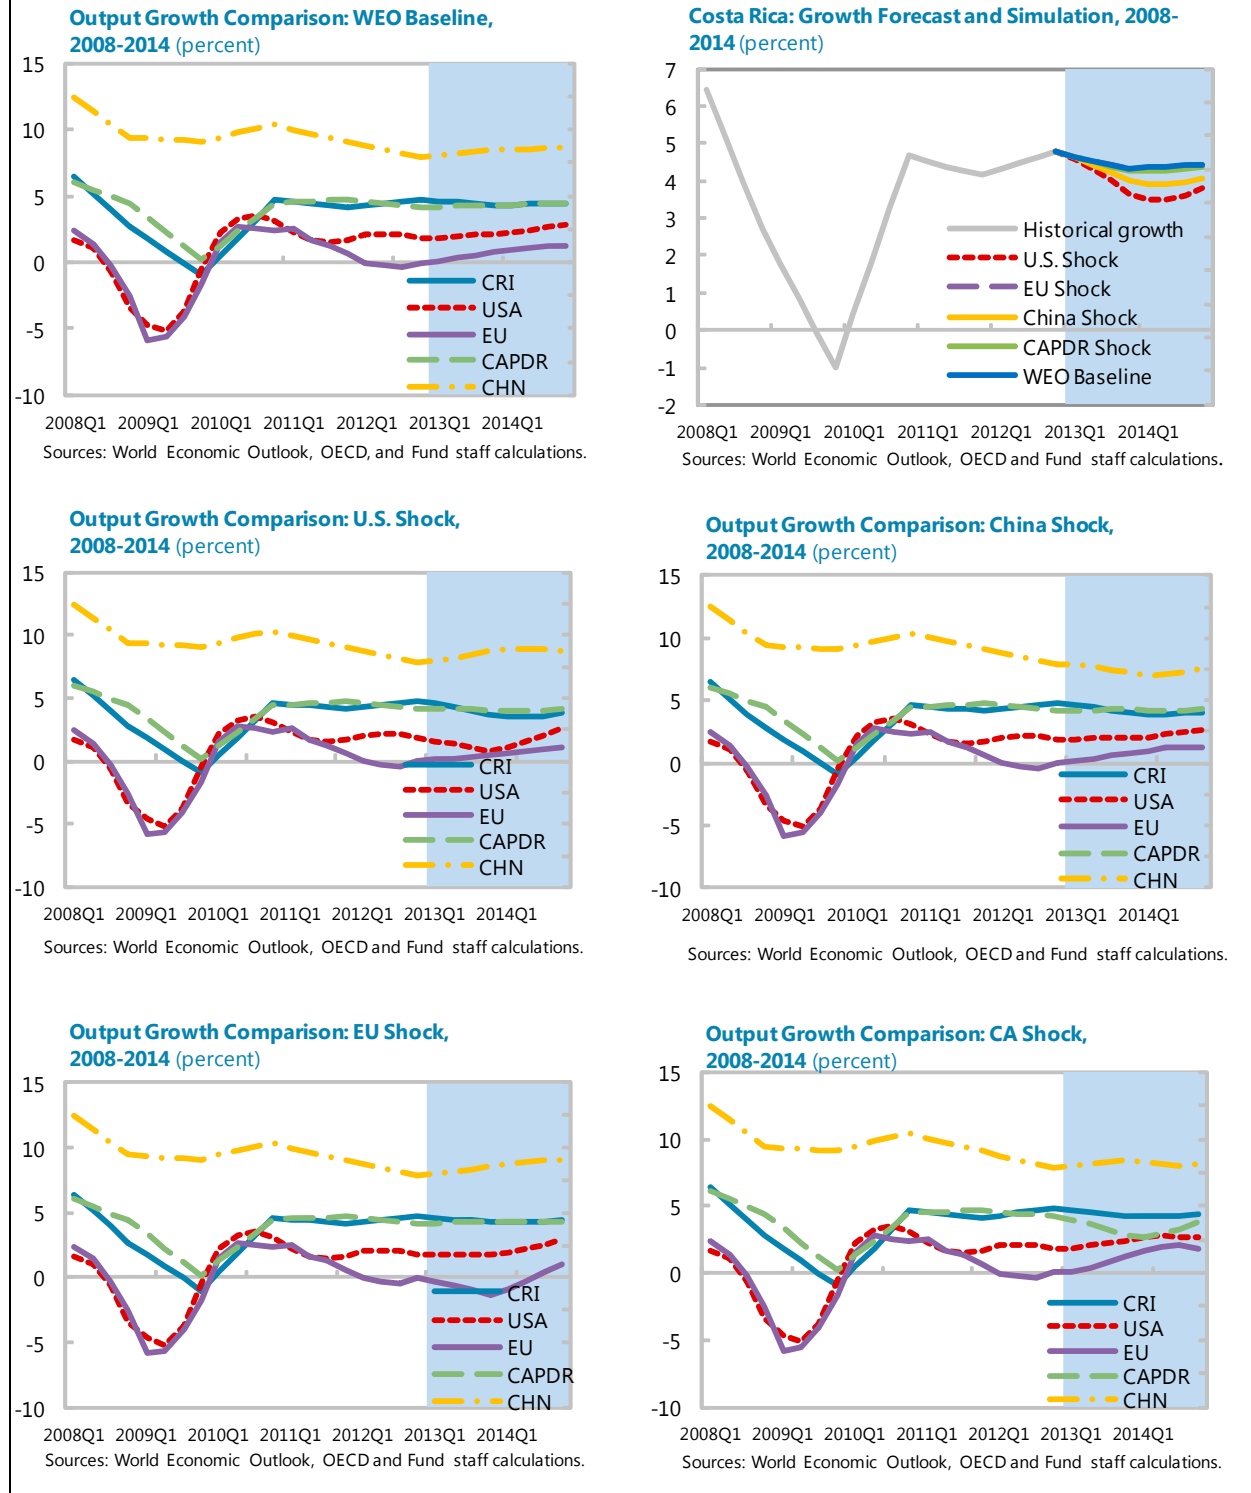 Output Growth Comparison: WEO Baseline,
2008-2014 (percent)
15
10
5
0
-5
-10
CRI
USA
EU
CAPDR
CHN
2008Q1 2009Q1 2010Q1 2011Q1 2012Q1 2013Q1 2014Q1
Sources: World Economic Outlook, OECD, and Fund staff calculations.
Costa Rica: Growth Forecast and Simulation, 2008-
2014 (percent)
7
6
5
4
3
2
1
0
-1
-2
Historical growth
U.S. Shock
EU Shock
China Shock
CAPDR Shock
WEO Baseline
2008Q1 2009Q1 2010Q1 2011Q1 2012Q1 2013Q1 2014Q1
Sources: World Economic Outlook, OECD and Fund staff calculations.
Output Growth Comparison: U.S. Shock,
2008-2014 (percent)
15
10
5
0
-5
-10
CRI
USA
EU
CAPDR
CHN
2008Q1 2009Q1 2010Q1 2011Q1 2012Q1 2013Q1 2014Q1
Sources: World Economic Outlook, OECD and Fund staff calculations.
Output Growth Comparison: China Shock,
2008-2014 (percent)
15
10
5
0
-5
-10
CRI
USA
EU
CAPDR
CHN
2008Q1 2009Q1 2010Q1 2011Q1 2012Q1 2013Q1 2014Q1
Sources: World Economic Outlook, OECD and Fund staff calculations.
Output Growth Comparison: EU Shock,
2008-2014 (percent)
15
10
5
0
-5
-10
CRI
USA
EU
CAPDR
CHN
2008Q1 2009Q1 2010Q1 2011Q1 2012Q1 2013Q1 2014Q1
Sources: World Economic Outlook, OECD and Fund staff calculations.
Output Growth Comparison: CA Shock,
2008-2014 (percent)
15
10
5
0
-5
-10
CRI
USA
EU
CAPDR
CHN
2008Q1 2009Q1 2010Q1 2011Q1 2012Q1 2013Q1 2014Q1
Sources: World Economic Outlook, OECD and Fund staff calculations.